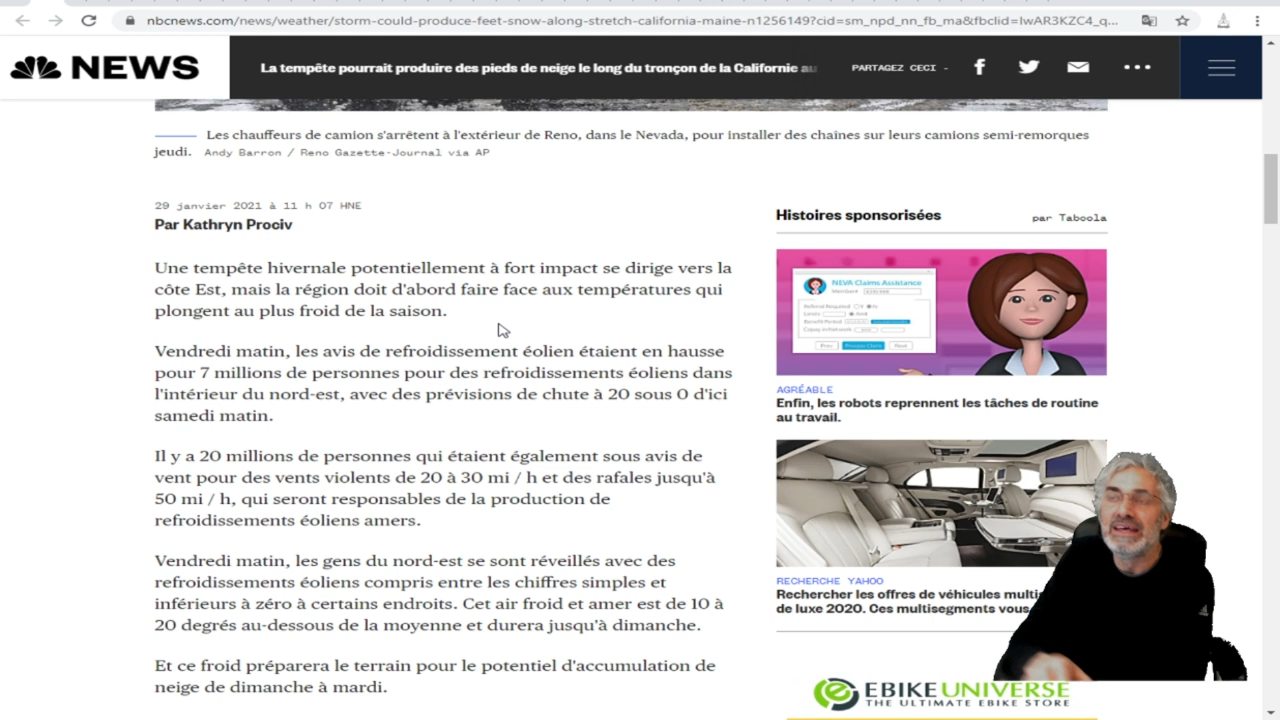 nbcnews.com/news/weather/storm-could-produce-feet-snow-along-stretch-california-maine-n1256149?cid=sm_npd_nn_fb_ma&fbclid=IwAR3KZC4_q...
NEWS
La tempête pourrait produire des pieds de neige le long du tronçon de la Californie au
PARTAGEZ CECI -
Les chauffeurs de camion s'arrêtent à l'extérieur de Reno, dans le Nevada, pour installer des chaînes sur leurs camions semi-remorques
jeudi. Andy Barron / Reno Gazette-Journal via AP
29 janvier 2021 à 11 h 07 HNE
Par Kathryn Prociv
Une tempête hivernale potentiellement à fort impact se dirige vers la
côte Est, mais la région doit d'abord faire face aux températures qui
plongent au plus froid de la saison.
Vendredi matin, les avis de refroidissement éolien étaient en hausse
pour 7 millions de personnes pour des refroidissements éoliens dans
l'intérieur du nord-est, avec des prévisions de chute à 20 sous 0 d'ici
samedi matin.
Il y a 20 millions de personnes qui étaient également sous avis de
vent pour des vents violents de 20 à 30 mi / h et des rafales jusqu'à
50 mi / h, qui seront responsables de la production de
refroidissements éoliens amers.
Vendredi matin, les gens du nord-est se sont réveillés avec des
refroidissements éoliens compris entre les chiffres simples et
inférieurs à zéro à certains endroits. Cet air froid et amer est de 10 à
20 degrés au-dessous de la moyenne et durera jusqu'à dimanche.
Et ce froid préparera le terrain pour le potentiel d'accumulation de
neige de dimanche à mardi.
Histoires sponsorisées
par Taboola
NEVA Claims Assistance
Prev
Process Claim
Next
AGRÉABLE
Enfin, les robots reprennent les tâches de routine
au travail.
RECHERCHE YAHOO
Rechercher les offres de véhicules
de luxe 2020. Ces multisegments vous
EBIKE UNIVERSE
THE ULTIMATE EBIKE STORE